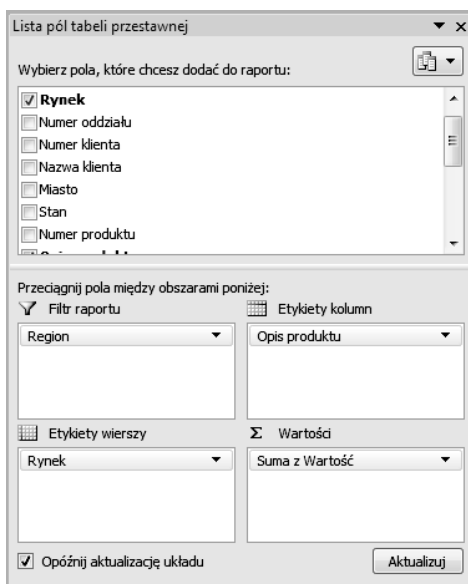 Lista pól tabeli przestawnej
Wybierz pola, które chcesz dodać do raportu:
Rynek
Numer oddziału
Numer klienta
Nazwa klienta
Miasto
Stan
Numer produktu
Przeciągnij pola między obszarami poniżej:
Filtr raportu
Etykiety kolumn
Region
Opis produktu
Etykiety wierszy
Σ Wartości
Rynek
Suma z Wartość
Opóźnij aktualizację układu
Aktualizuj